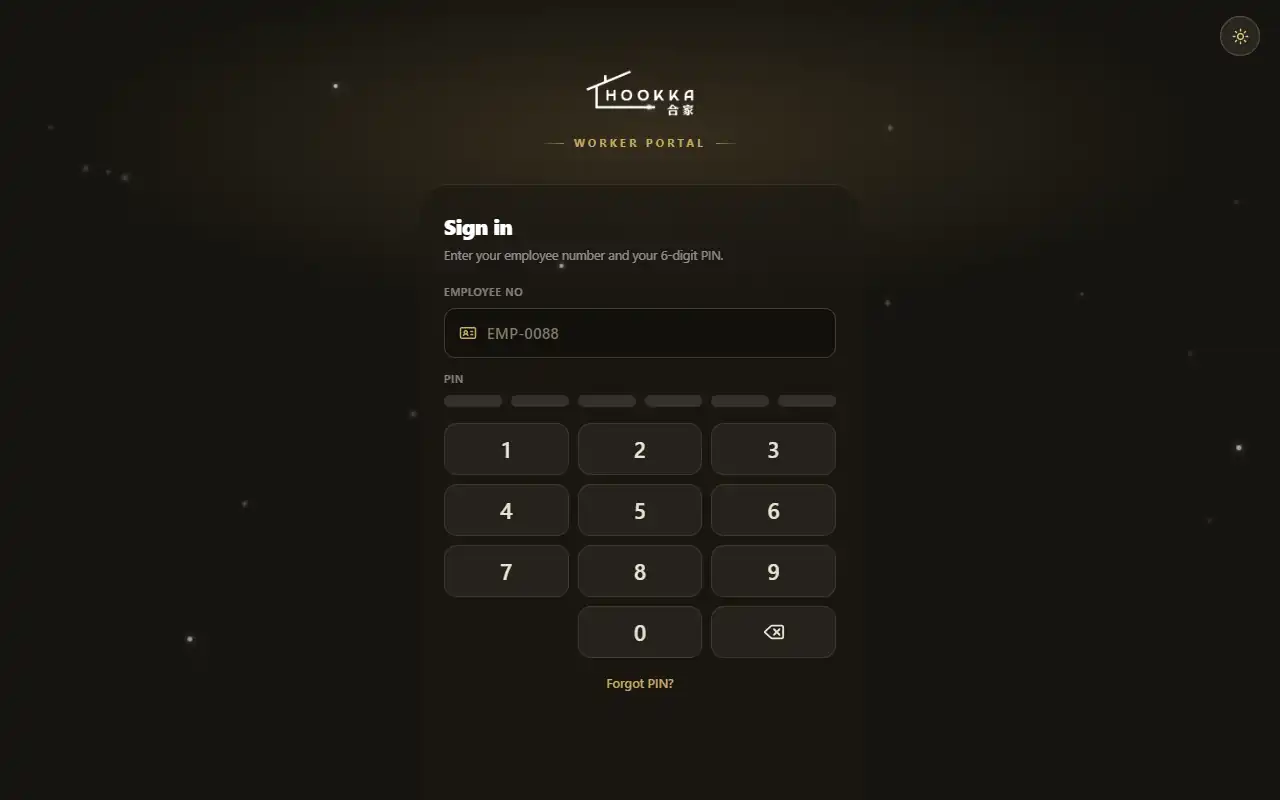 HOOKKA
合家
WORKER PORTAL
Sign in
Enter your employee number and your 6-digit PIN.
EMPLOYEE NO
EMP-0088
PIN
1 2 3
4 5 6
7 8 9
0
Forgot PIN?